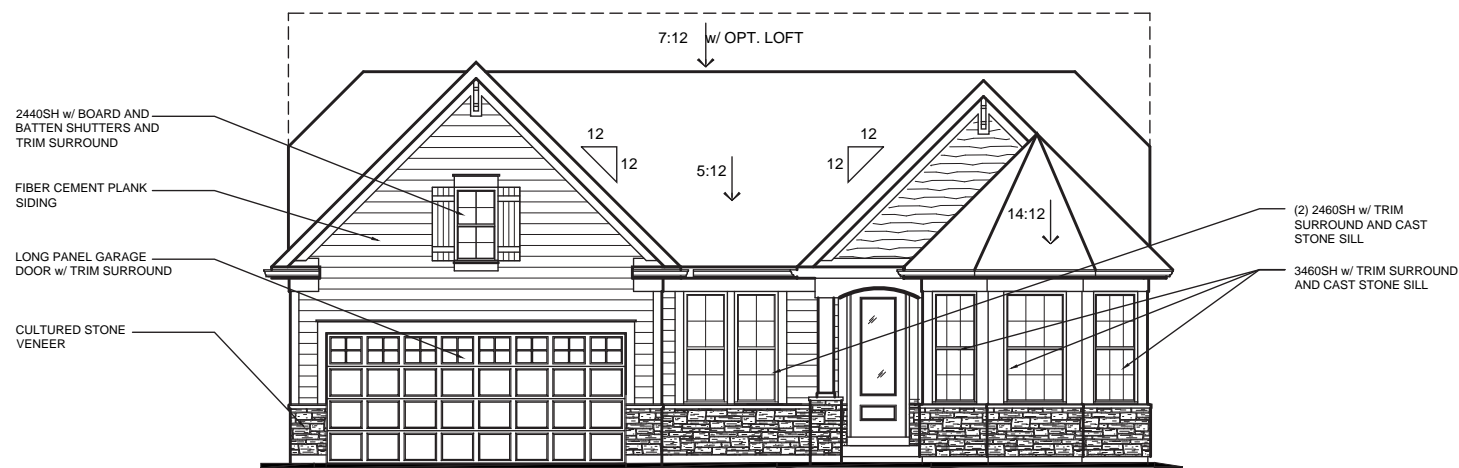 7:12 w/ OPT. LOFT
2440SH w/ BOARD AND
BATTEN SHUTTERS AND
TRIM SURROUND
FIBER CEMENT PLANK
SIDING
LONG PANEL GARAGE
DOOR w/ TRIM SURROUND
CULTURED STONE
VENEER
12
12
5:12
12
12
14:12
(2) 2460SH w/ TRIM
SURROUND AND CAST
STONE SILL
3460SH w/ TRIM SURROUND
AND CAST STONE SILL